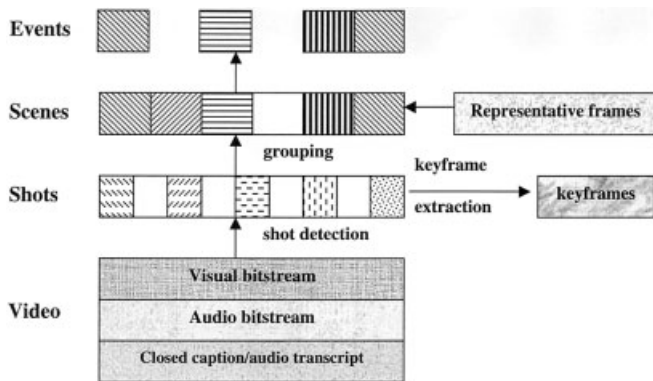 Events
Scenes
Representative frames
grouping
keyframe
Shots
keyframes
extraction
shot detection
Visual bitstream
Video
Audio bitstream
Closed caption/audio transcript